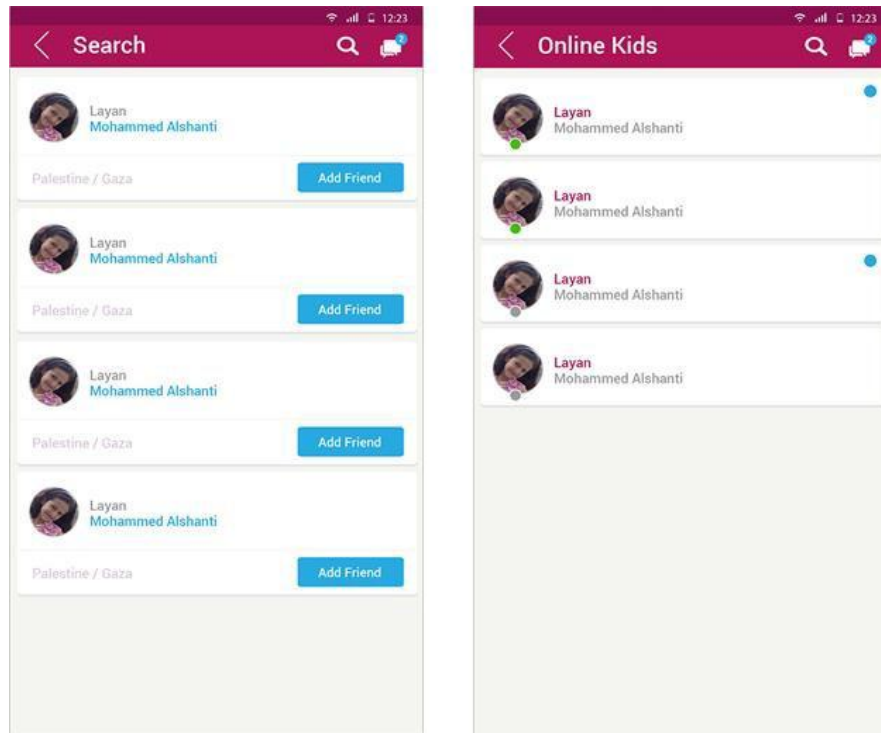 12:23
Search
2
Layan
Mohammed Alshanti
Palestine / Gaza
Add Friend
Layan
Mohammed Alshanti
Palestine / Gaza
Add Friend
Layan
Mohammed Alshanti
Palestine / Gaza
Add Friend
Layan
Mohammed Alshanti
Palestine / Gaza
Add Friend
12:23
Online Kids
2
Layan
Mohammed Alshanti
Layan
Mohammed Alshanti
Layan
Mohammed Alshanti
Layan
Mohammed Alshanti